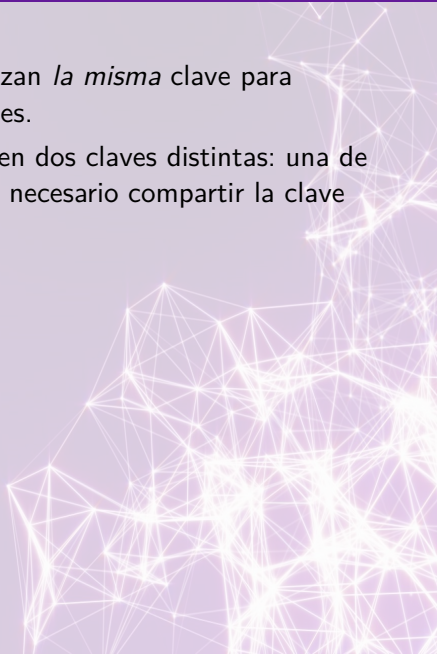 zan la misma clave para
es.
en dos claves distintas: una de
necesario compartir la clave